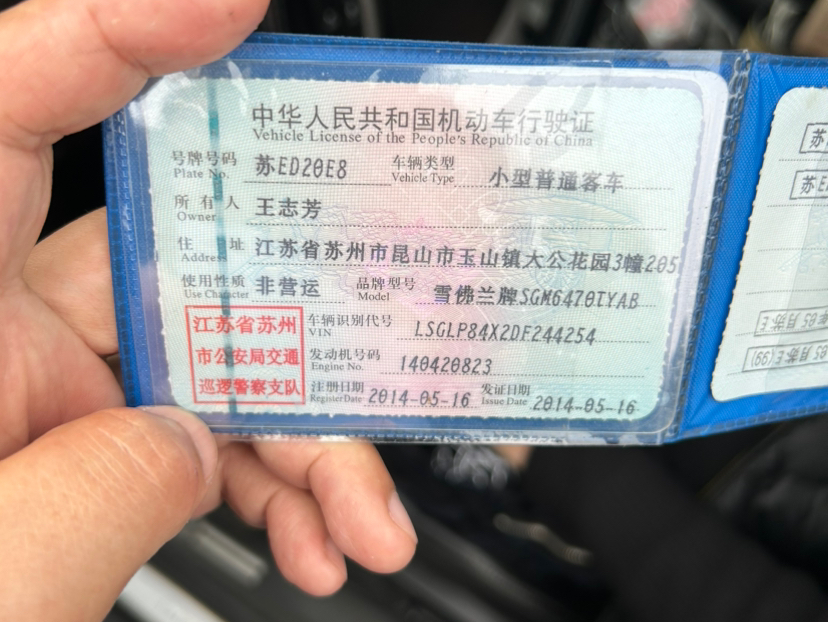 中华人民共和国机动车行驶证
Vehicle License of the People's Republic of China
号牌号码 苏ED20E8 车辆类型 小型普通客车
Plate No. Vehicle Type
所有人 王志芳
Owner
住址 江苏省苏州市昆山市玉山镇大公花园3幢205
Address
使用性质 非营运 品牌型号 雪佛兰牌SGM6470TYAB
Use Character Model
江苏省苏州
市公安局交通
巡逻警察支队
车辆识别代号 LSGLP84X2DF244254
VIN
发动机号码 140420823
Engine No.
注册日期 2014-05-16 发证日期 2014-05-16
Register Date Issue Date
苏
苏E